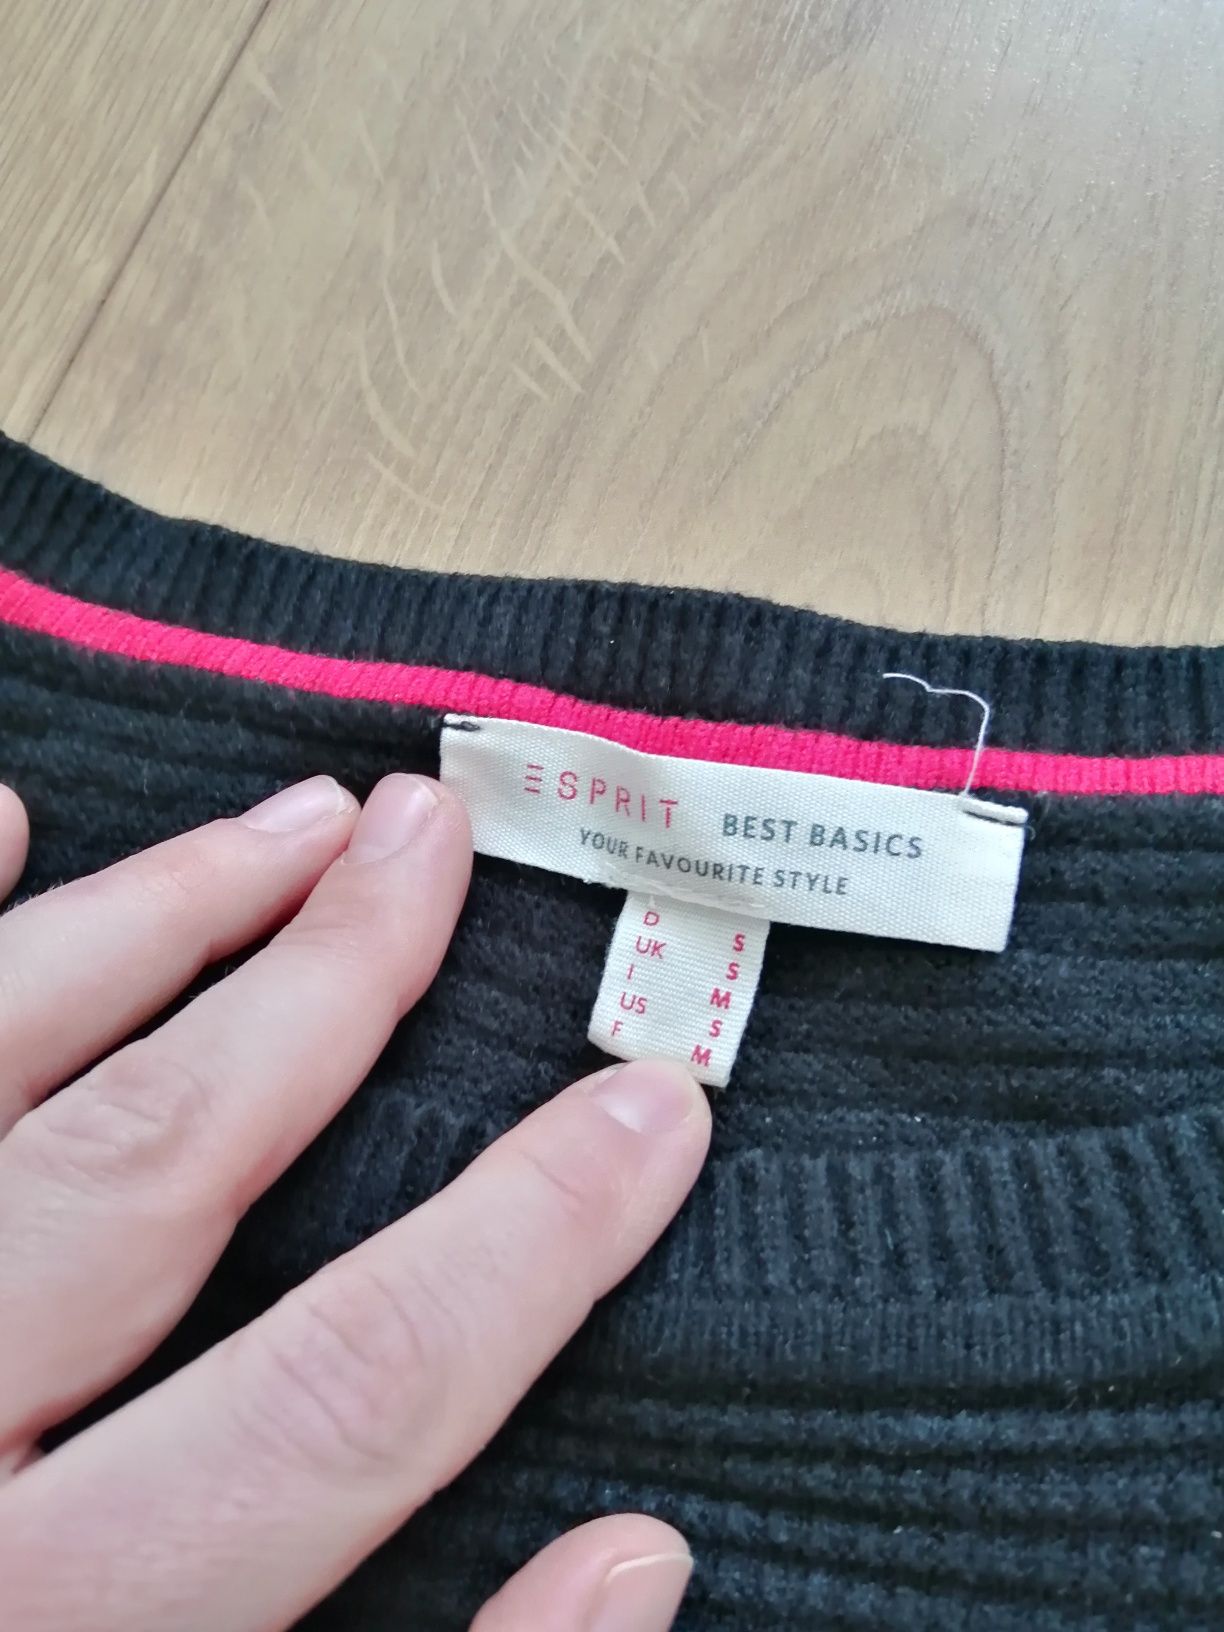 ESPRIT BEST BASICS
YOUR FAVOURITE STYLE
D S
UK S
I M
US S
F M